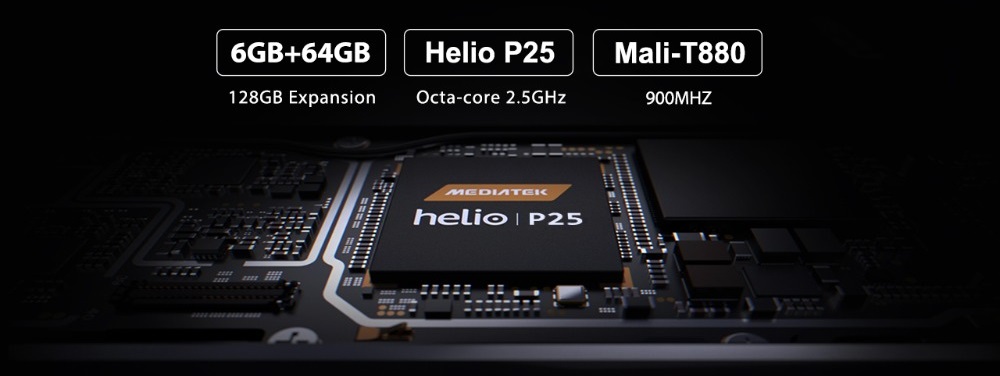 6GB+64GB
Helio P25
Mali-T880
128GB Expansion
Octa-core 2.5GHz
900MHZ
MEDIATEK
helio | P25